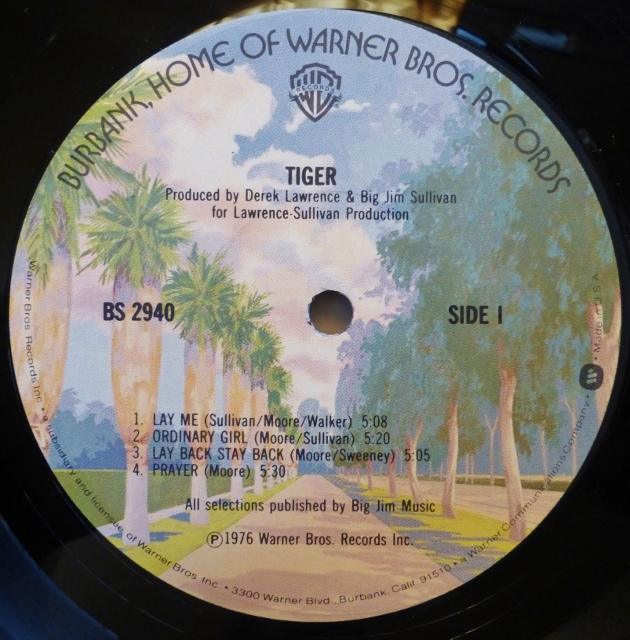 BURBANK, HOME OF WARNER BROS. RECORDS
WB
RECORDS
TIGER
Produced by Derek Lawrence & Big Jim Sullivan
for Lawrence-Sullivan Production
BS 2940
SIDE 1
1. LAY ME (Sullivan/Moore/Walker) 5:08
2. ORDINARY GIRL (Moore/Sullivan) 5:20
3. LAY BACK STAY BACK (Moore/Sweeney) 5:05
4. PRAYER (Moore) 5:30
All selections published by Big Jim Music
Ⓟ1976 Warner Bros. Records Inc.
Warner Bros. Records Inc. • a subsidiary and licensee of Warner Bros. Inc. • 3300 Warner Blvd., Burbank, Calif. 91510 • a Warner Communications Company • Made in U.S.A.